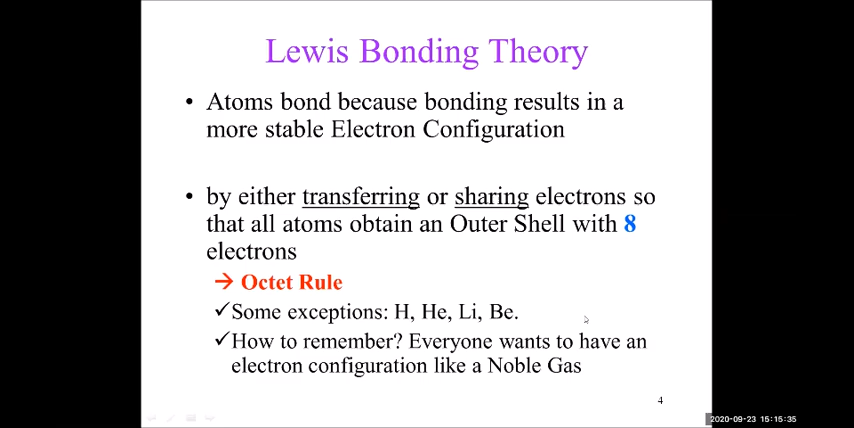 Lewis Bonding Theory
• Atoms bond because bonding results in a
more stable Electron Configuration
• by either transferring or sharing electrons so
that all atoms obtain an Outer Shell with 8
electrons
→ Octet Rule
✓Some exceptions: H, He, Li, Be.
✓How to remember? Everyone wants to have an
electron configuration like a Noble Gas
4
2020-09-23 15:15:35